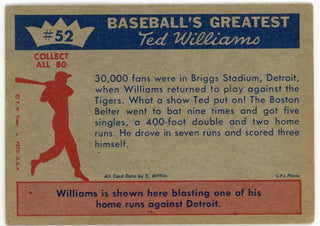 #52
BASEBALL'S GREATEST
Ted Williams
COLLECT
ALL 80
30,000 fans were in Briggs Stadium, Detroit,
when Williams returned to play against the
Tigers. What a show Ted put on! The Boston
Belter went to bat nine times and got five
singles, a 400-foot double and two home
runs. He drove in seven runs and scored three
himself.
All Card Data by E. Mifflin
U.P.I. Photo
Williams is shown here blasting one of his
home runs against Detroit.